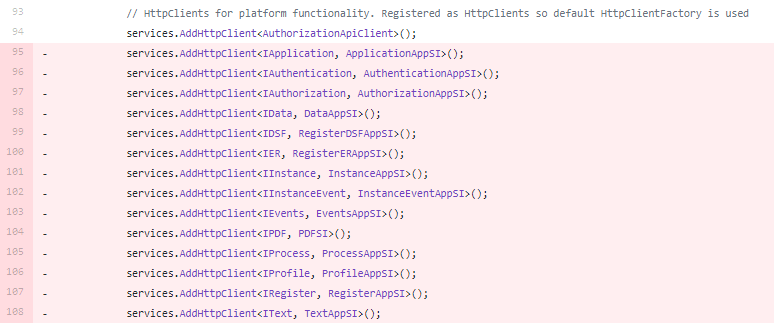 93 // HttpClients for platform functionality. Registered as HttpClients so default HttpClientFactory is used
94 services.AddHttpClient<AuthorizationApiClient>();
95 - services.AddHttpClient<IApplication, ApplicationAppSI>();
96 - services.AddHttpClient<IAuthentication, AuthenticationAppSI>();
97 - services.AddHttpClient<IAuthorization, AuthorizationAppSI>();
98 - services.AddHttpClient<IData, DataAppSI>();
99 - services.AddHttpClient<IDSF, RegisterDSFAppSI>();
100 - services.AddHttpClient<IER, RegisterERAppSI>();
101 - services.AddHttpClient<IInstance, InstanceAppSI>();
102 - services.AddHttpClient<IInstanceEvent, InstanceEventAppSI>();
103 - services.AddHttpClient<IEvents, EventsAppSI>();
104 - services.AddHttpClient<IPDF, PDFSI>();
105 - services.AddHttpClient<IProcess, ProcessAppSI>();
106 - services.AddHttpClient<IProfile, ProfileAppSI>();
107 - services.AddHttpClient<IRegister, RegisterAppSI>();
108 - services.AddHttpClient<IText, TextAppSI>();